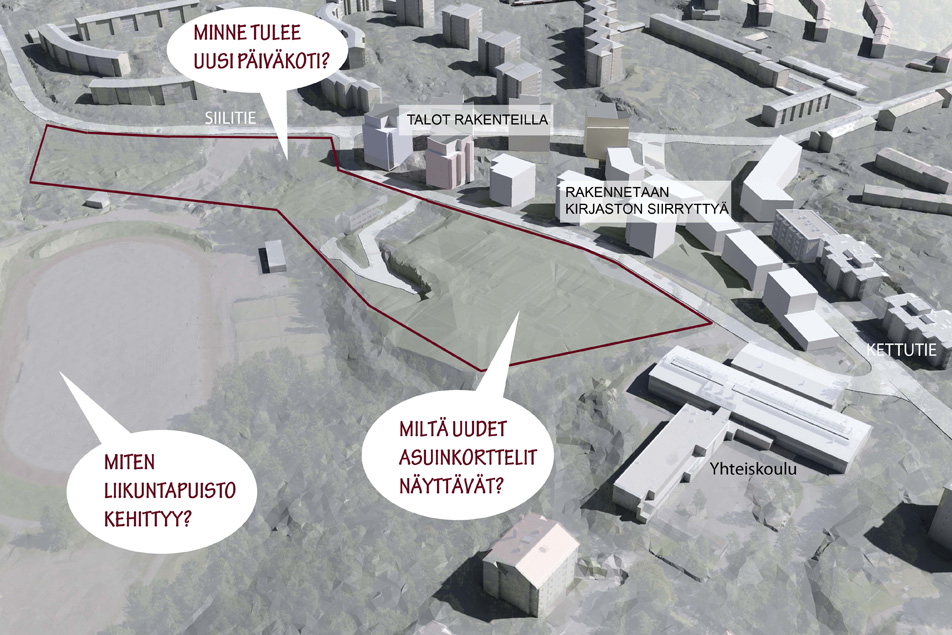 MINNE TULEE
UUSI PÄIVÄKOTI?
SIILITIE
TALOT RAKENTEILLA
RAKENNETAAN
KIRJASTON SIIRRYTTYÄ
KETTUTIE
MILTÄ UUDET
ASUINKORTTELIT
NÄYTTÄVÄT?
MITEN
LIIKUNTAPUISTO
KEHITTYY?
Yhteiskoulu